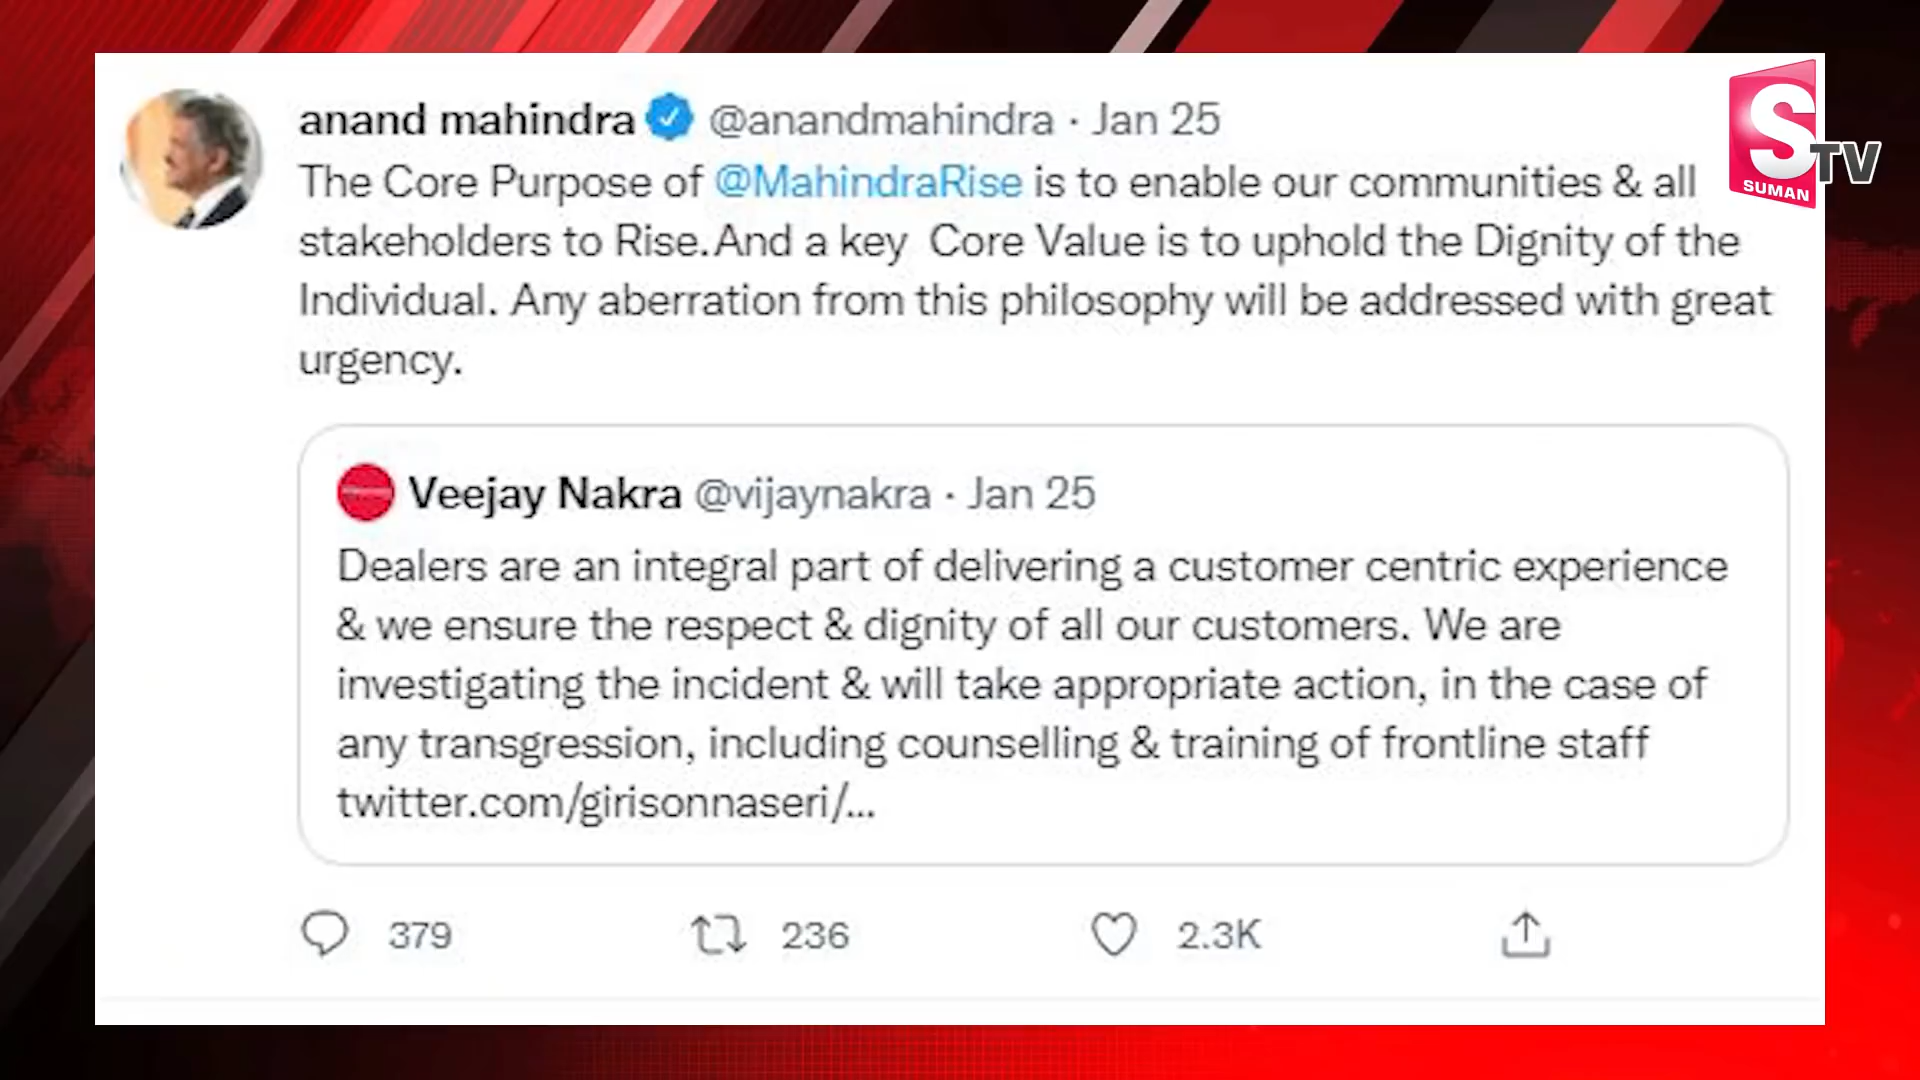 anand mahindra @anandmahindra · Jan 25
The Core Purpose of @MahindraRise is to enable our communities & all
stakeholders to Rise.And a key  Core Value is to uphold the Dignity of the
Individual. Any aberration from this philosophy will be addressed with great
urgency.
Veejay Nakra @vijaynakra · Jan 25
Dealers are an integral part of delivering a customer centric experience
& we ensure the respect & dignity of all our customers. We are
investigating the incident & will take appropriate action, in the case of
any transgression, including counselling & training of frontline staff
twitter.com/girisonnaseri/...
379 236 2.3K
S TV
SUMAN